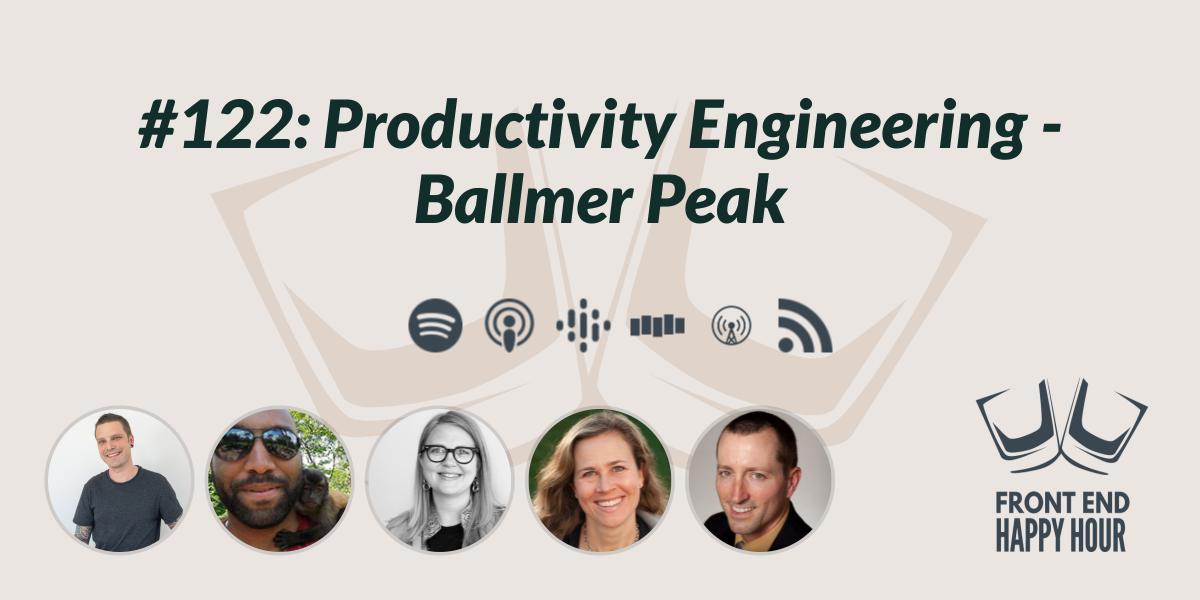 #122: Productivity Engineering -
Ballmer Peak
FRONT END
HAPPY HOUR